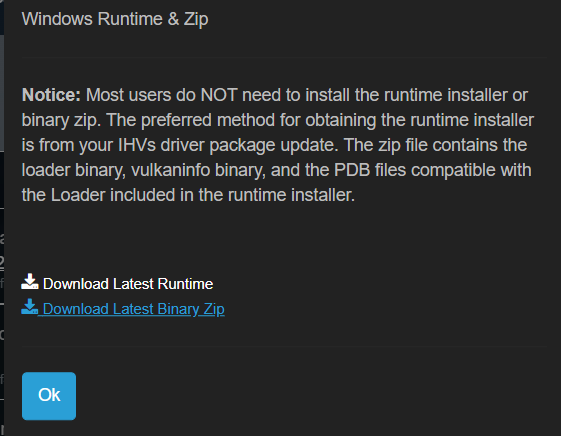 Windows Runtime & Zip
Notice: Most users do NOT need to install the runtime installer or
binary zip. The preferred method for obtaining the runtime installer
is from your IHVs driver package update. The zip file contains the
loader binary, vulkaninfo binary, and the PDB files compatible with
the Loader included in the runtime installer.
Download Latest Runtime
Download Latest Binary Zip
Ok